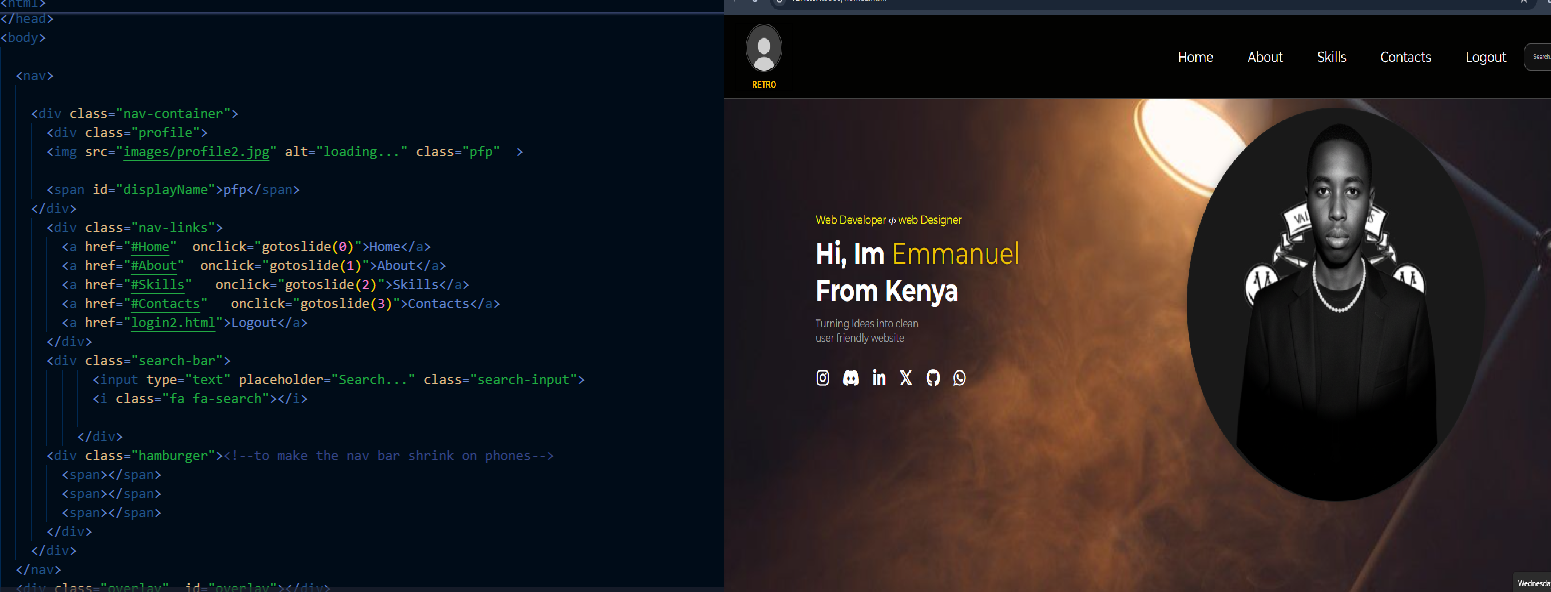 <html>
</head>
<body>
<nav>
<div class="nav-container">
<div class="profile">
<img src="images/profile2.jpg" alt="loading..." class="pfp"  >
<span id="displayName">pfp</span>
</div>
<div class="nav-links">
<a href="#Home"  onclick="gotoslide(0)">Home</a>
<a href="#About"  onclick="gotoslide(1)">About</a>
<a href="#Skills"   onclick="gotoslide(2)">Skills</a>
<a href="#Contacts"   onclick="gotoslide(3)">Contacts</a>
<a href="login2.html">Logout</a>
</div>
<div class="search-bar">
<input type="text" placeholder="Search..." class="search-input">
<i class="fa fa-search"></i>
</div>
<div class="hamburger"><!--to make the nav bar shrink on phones-->
<span></span>
<span></span>
<span></span>
</div>
</div>
</nav>
<div class="overlay"  id="overlay"></div>
RETRO
Home About Skills Contacts Logout Search
Web Developer web Designer
Hi, Im Emmanuel
From Kenya
Turning Ideas into clean
user friendly website
Wednesda